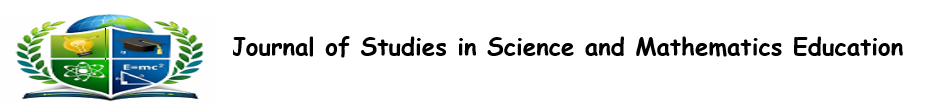 Journal of Studies in Science and Mathematics Education
E=mc²